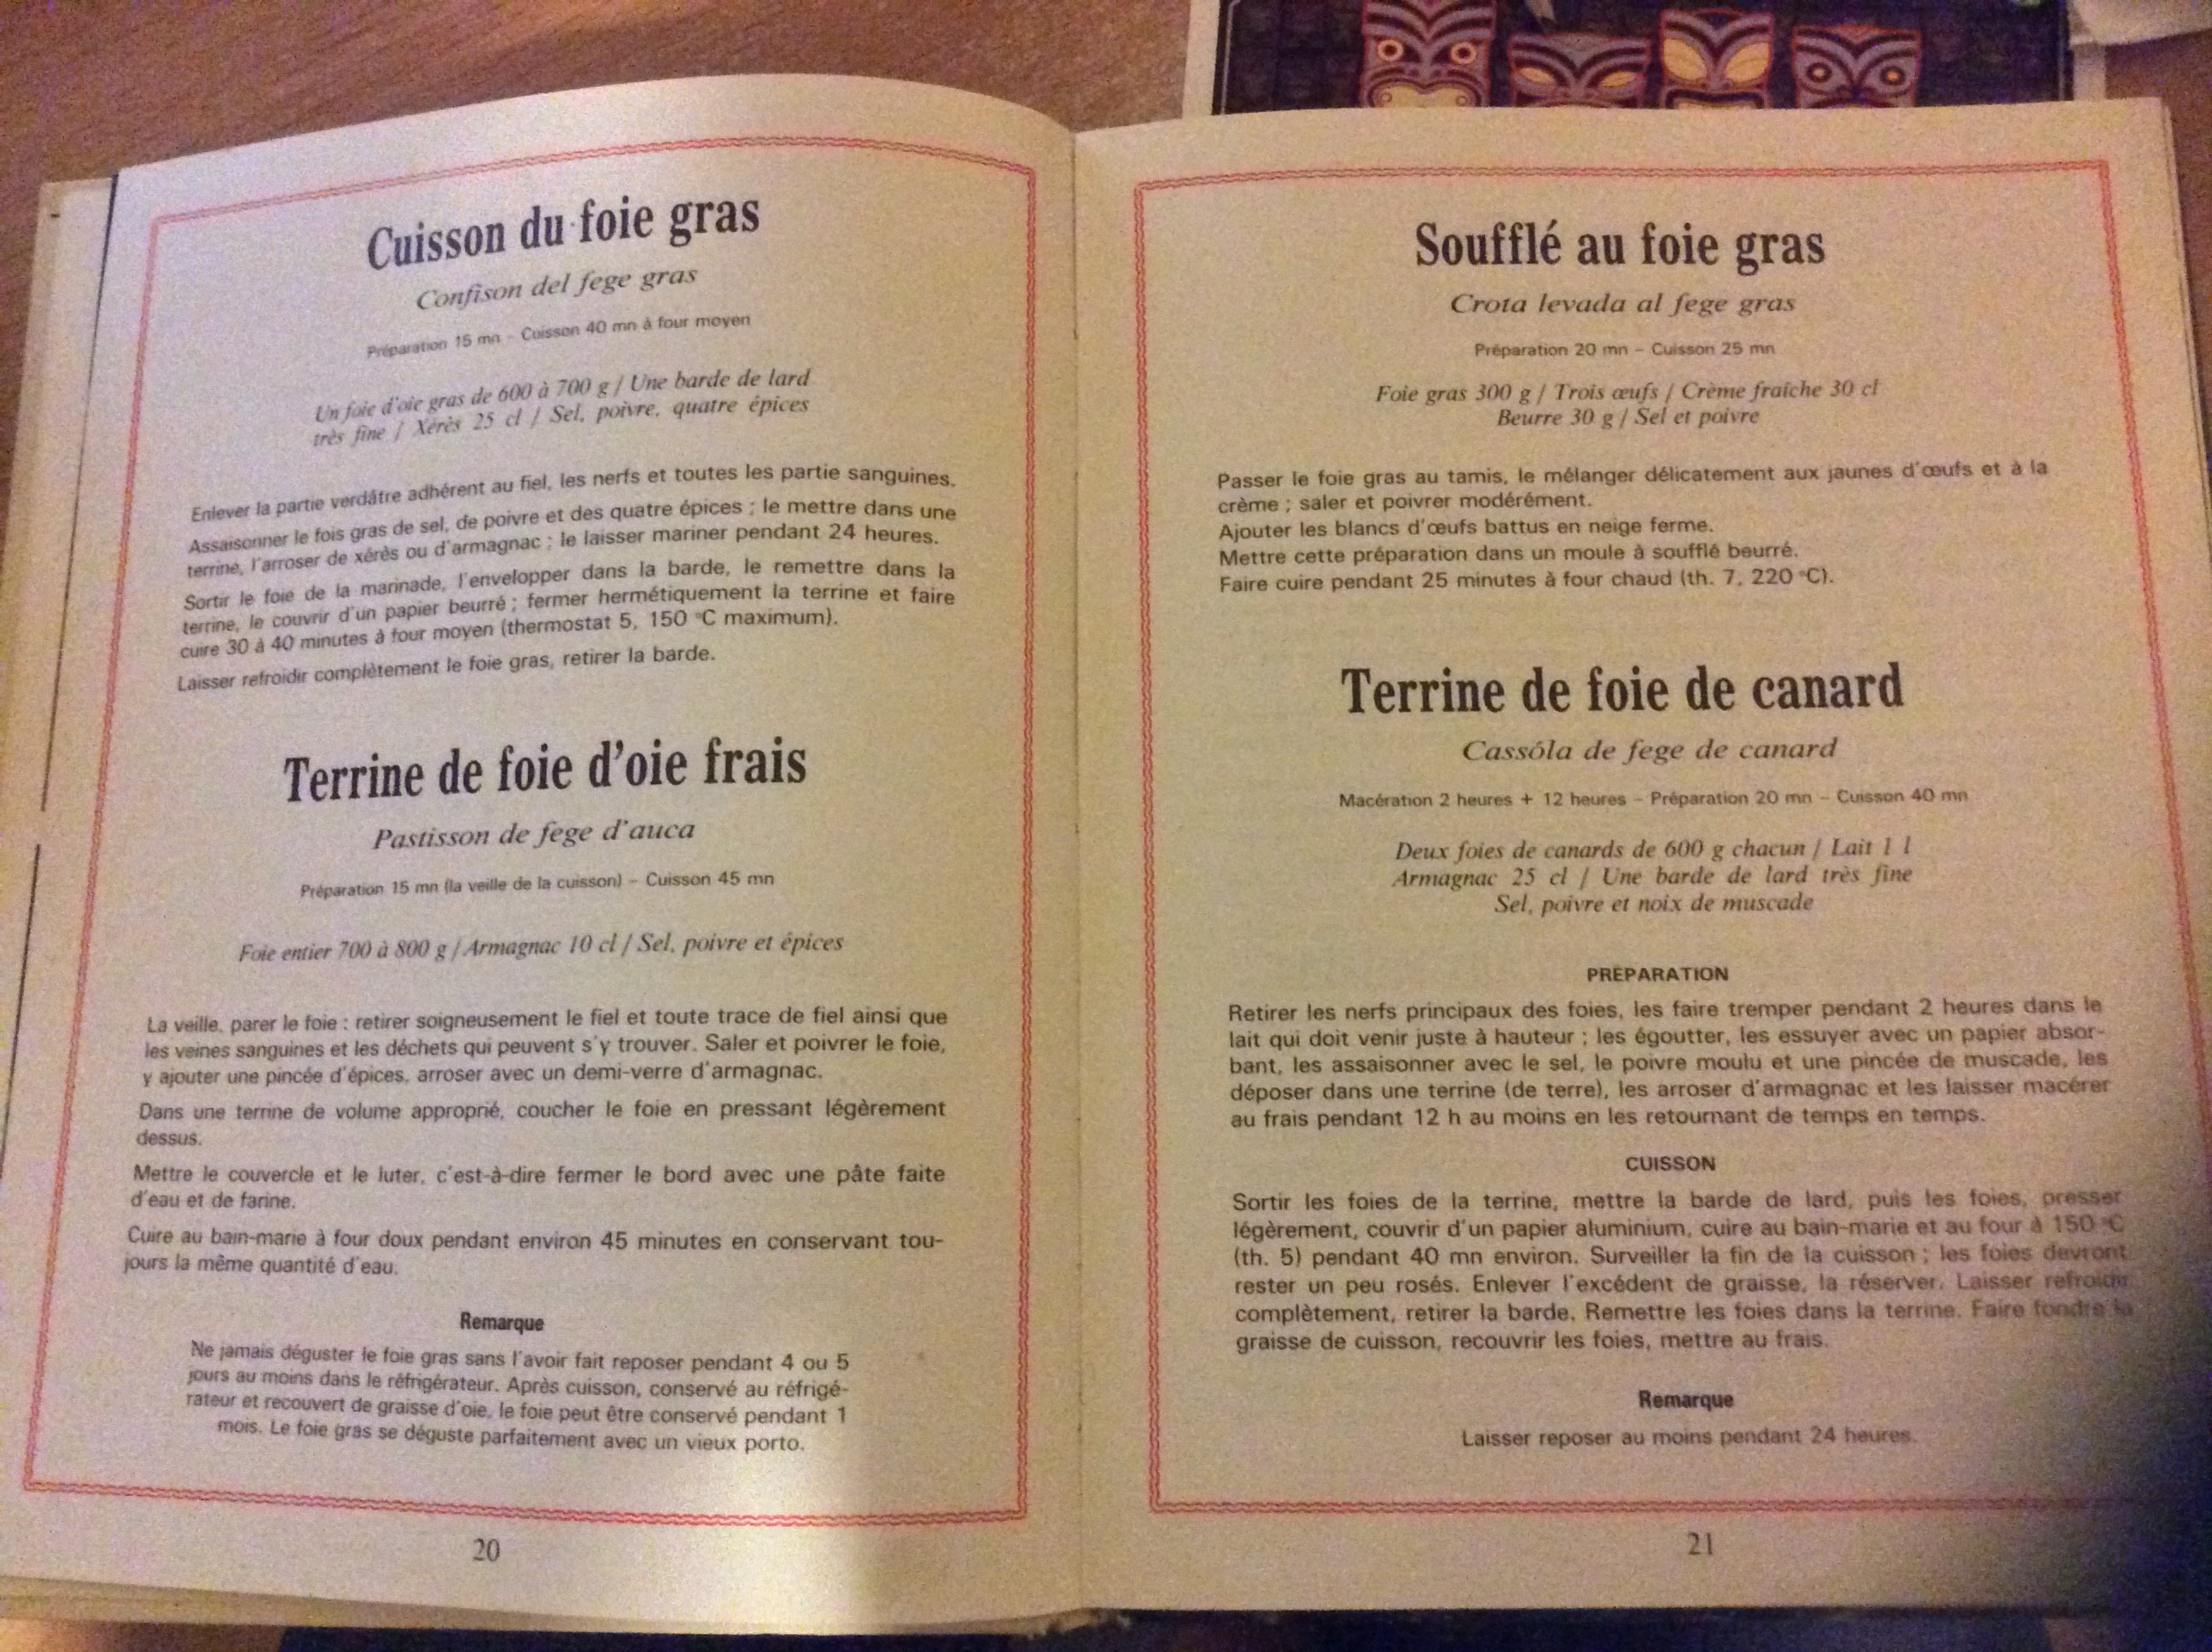 Cuisson du foie gras
Confison del fege gras
Préparation 15 mn - Cuisson 40 mn à four moyen
Un foie d'oie gras de 600 à 700 g / Une barde de lard
très fine / Xérès 25 cl / Sel, poivre, quatre épices
Enlever la partie verdâtre adhérent au fiel, les nerfs et toutes les partie sanguines.
Assaisonner le fois gras de sel, de poivre et des quatre épices ; le mettre dans une
terrine, l'arroser de xérès ou d'armagnac ; le laisser mariner pendant 24 heures.
Sortir le foie de la marinade, l'envelopper dans la barde, le remettre dans la
terrine, le couvrir d'un papier beurré ; fermer hermétiquement la terrine et faire
cuire 30 à 40 minutes à four moyen (thermostat 5, 150 °C maximum).
Laisser refroidir complètement le foie gras, retirer la barde.
Terrine de foie d'oie frais
Pastisson de fege d'auca
Préparation 15 mn (la veille de la cuisson) - Cuisson 45 mn
Foie entier 700 à 800 g / Armagnac 10 cl / Sel, poivre et épices
La veille, parer le foie : retirer soigneusement le fiel et toute trace de fiel ainsi que
les veines sanguines et les déchets qui peuvent s'y trouver. Saler et poivrer le foie,
y ajouter une pincée d'épices, arroser avec un demi-verre d'armagnac.
Dans une terrine de volume approprié, coucher le foie en pressant légèrement
dessus.
Mettre le couvercle et le luter, c'est-à-dire fermer le bord avec une pâte faite
d'eau et de farine.
Cuire au bain-marie à four doux pendant environ 45 minutes en conservant tou-
jours la même quantité d'eau.
Remarque
Ne jamais déguster le foie gras sans l'avoir fait reposer pendant 4 ou 5
jours au moins dans le réfrigérateur. Après cuisson, conservé au réfrigé-
rateur et recouvert de graisse d'oie, le foie peut être conservé pendant 1
mois. Le foie gras se déguste parfaitement avec un vieux porto.
20
Soufflé au foie gras
Crota levada al fege gras
Préparation 20 mn - Cuisson 25 mn
Foie gras 300 g / Trois œufs / Crème fraîche 30 cl
Beurre 30 g / Sel et poivre
Passer le foie gras au tamis, le mélanger délicatement aux jaunes d'œufs et à la
crème ; saler et poivrer modérément.
Ajouter les blancs d'œufs battus en neige ferme.
Mettre cette préparation dans un moule à soufflé beurré.
Faire cuire pendant 25 minutes à four chaud (th. 7, 220 °C).
Terrine de foie de canard
Cassóla de fege de canard
Macération 2 heures + 12 heures - Préparation 20 mn - Cuisson 40 mn
Deux foies de canards de 600 g chacun / Lait 1 l
Armagnac 25 cl / Une barde de lard très fine
Sel, poivre et noix de muscade
PRÉPARATION
Retirer les nerfs principaux des foies, les faire tremper pendant 2 heures dans le
lait qui doit venir juste à hauteur ; les égoutter, les essuyer avec un papier absor-
bant, les assaisonner avec le sel, le poivre moulu et une pincée de muscade, les
déposer dans une terrine (de terre), les arroser d'armagnac et les laisser macérer
au frais pendant 12 h au moins en les retournant de temps en temps.
CUISSON
Sortir les foies de la terrine, mettre la barde de lard, puis les foies, presser
légèrement, couvrir d'un papier aluminium, cuire au bain-marie et au four à 150 °C
(th. 5) pendant 40 mn environ. Surveiller la fin de la cuisson ; les foies devront
rester un peu rosés. Enlever l'excédent de graisse, la réserver. Laisser refroidir
complètement, retirer la barde. Remettre les foies dans la terrine. Faire fondre la
graisse de cuisson, recouvrir les foies, mettre au frais.
Remarque
Laisser reposer au moins pendant 24 heures.
21